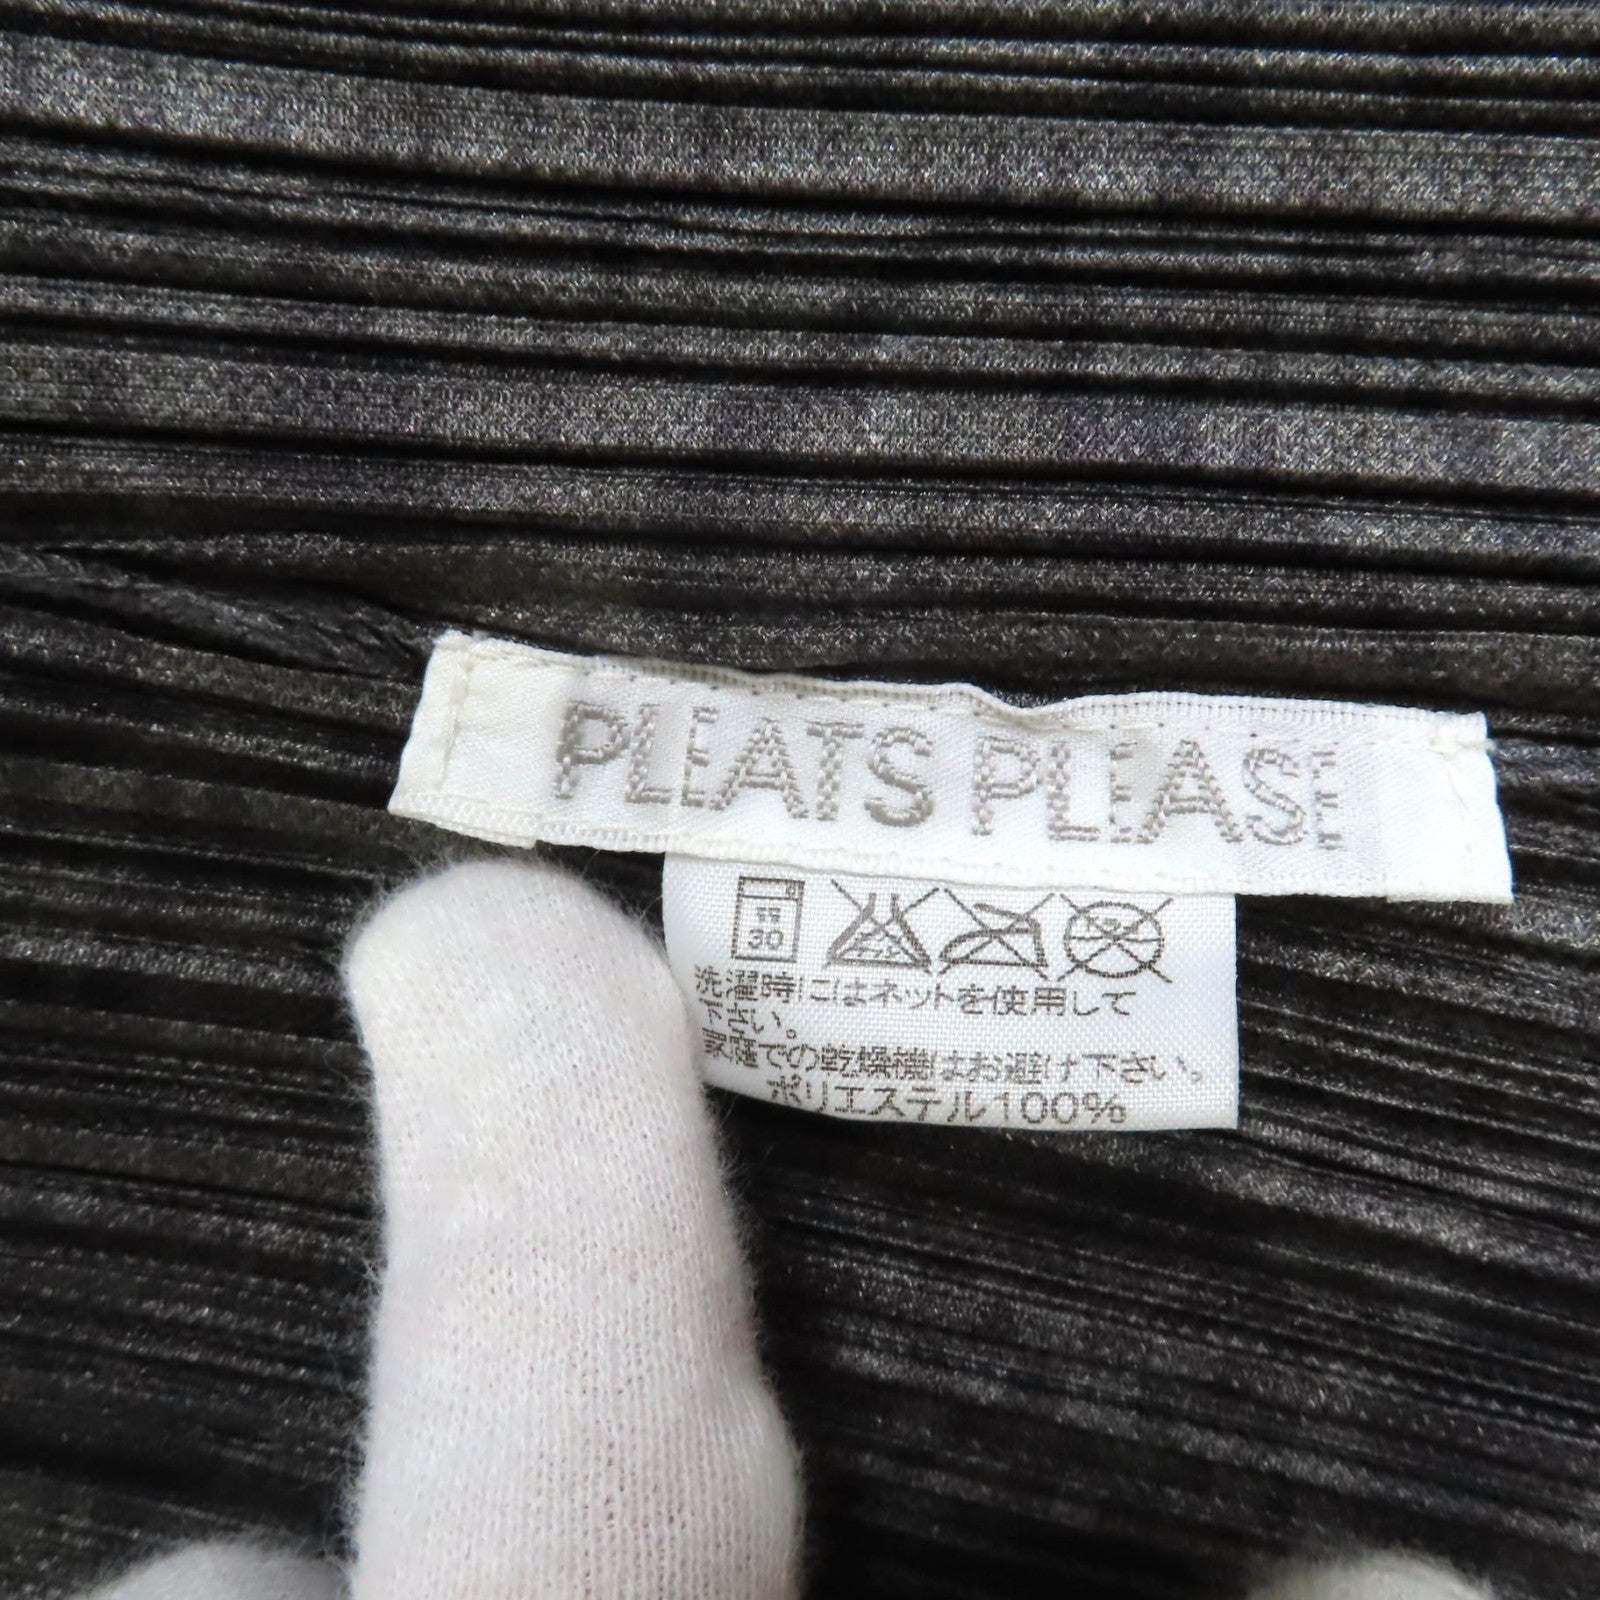 PLEATS PLEASE
弱
30
洗濯時にはネットを使用して
下さい。
家庭での乾燥機はお避け下さい。
ポリエステル100%